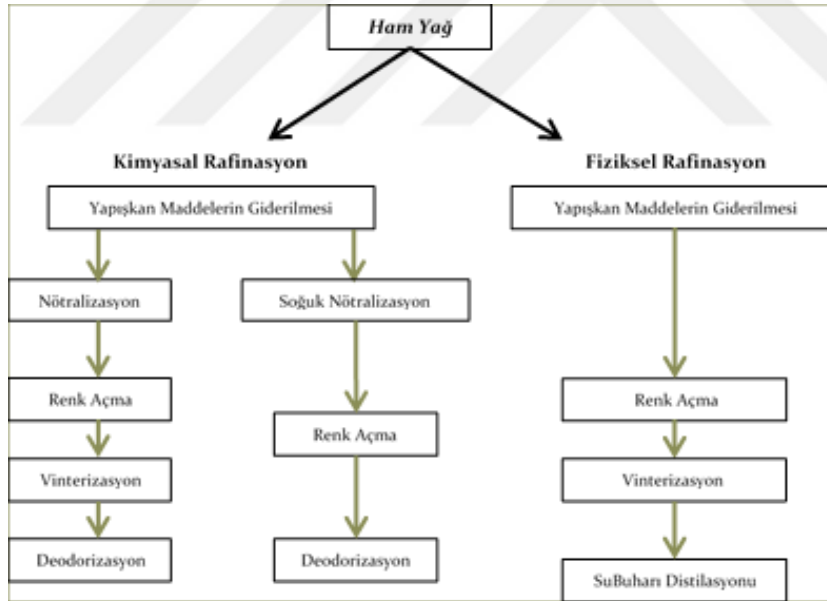 Ham Yağ
Kimyasal Rafinasyon
Fiziksel Rafinasyon
Yapışkan Maddelerin Giderilmesi
Yapışkan Maddelerin Giderilmesi
Nötralizasyon
Soğuk Nötralizasyon
Renk Açma
Renk Açma
Renk Açma
Vinterizasyon
Vinterizasyon
Deodorizasyon
Deodorizasyon
SuBuharı Distilasyonu